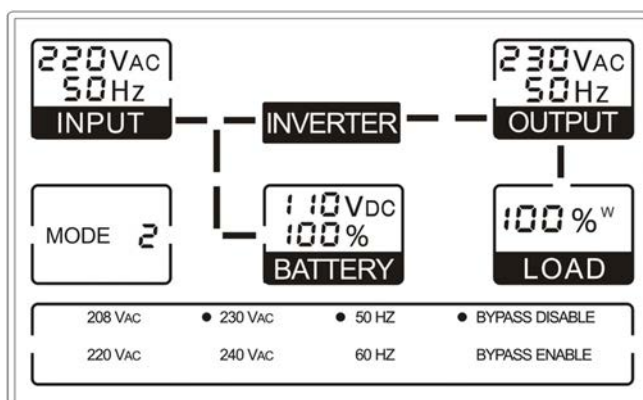 220VAC
50Hz
INPUT
INVERTER
230VAC
50Hz
OUTPUT
MODE 2
110VDC
100%
BATTERY
100%W
LOAD
208 VAC ● 230 VAC ● 50 HZ ● BYPASS DISABLE
220 VAC 240 VAC 60 HZ BYPASS ENABLE